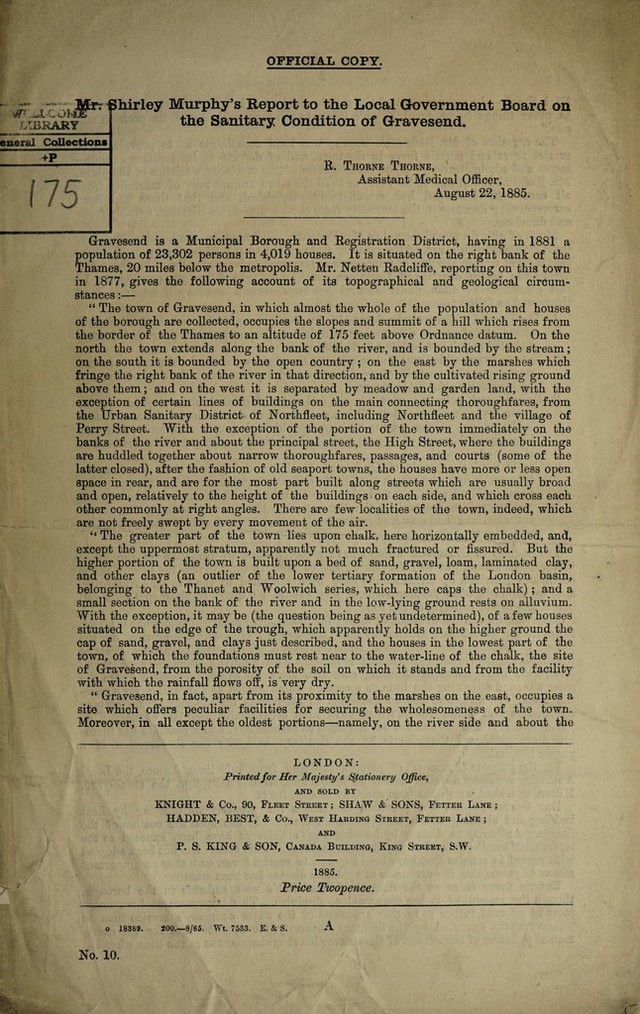 OFFICIAL COPY.
LIBRARY
General Collections
+P
175
Mr. Shirley Murphy's Report to the Local Government Board on
the Sanitary Condition of Gravesend.
R. THORNE THORNE,
Assistant Medical Officer,
August 22, 1885.
Gravesend is a Municipal Borough and Registration District, having in 1881 a
population of 23,302 persons in 4,019 houses. It is situated on the right bank of the
Thames, 20 miles below the metropolis. Mr. Netten Radcliffe, reporting on this town
in 1877, gives the following account of its topographical and geological circum-
stances :—
" The town of Gravesend, in which almost the whole of the population and houses
of the borough are collected, occupies the slopes and summit of a hill which rises from
the border of the Thames to an altitude of 175 feet above Ordnance datum. On the
north the town extends along the bank of the river, and is bounded by the stream ;
on the south it is bounded by the open country ; on the east by the marshes which
fringe the right bank of the river in that direction, and by the cultivated rising ground
above them ; and on the west it is separated by meadow and garden land, with the
exception of certain lines of buildings on the main connecting thoroughfares, from
the Urban Sanitary District of Northfleet, including Northfleet and the village of
Perry Street. With the exception of the portion of the town immediately on the
banks of the river and about the principal street, the High Street, where the buildings
are huddled together about narrow thoroughfares, passages, and courts (some of the
latter closed), after the fashion of old seaport towns, the houses have more or less open
space in rear, and are for the most part built along streets which are usually broad
and open, relatively to the height of the buildings on each side, and which cross each
other commonly at right angles. There are few localities of the town, indeed, which
are not freely swept by every movement of the air.
" The greater part of the town lies upon chalk, here horizontally embedded, and,
except the uppermost stratum, apparently not much fractured or fissured. But the
higher portion of the town is built upon a bed of sand, gravel, loam, laminated clay,
and other clays (an outlier of the lower tertiary formation of the London basin,
belonging to the Thanet and Woolwich series, which here caps the chalk) ; and a
small section on the bank of the river and in the low-lying ground rests on alluvium.
With the exception, it may be (the question being as yet undetermined), of a few houses
situated on the edge of the trough, which apparently holds on the higher ground the
cap of sand, gravel, and clays just described, and the houses in the lowest part of the
town, of which the foundations must rest near to the water-line of the chalk, the site
of Gravesend, from the porosity of the soil on which it stands and from the facility
with which the rainfall flows off, is very dry.
" Gravesend, in fact, apart from its proximity to the marshes on the east, occupies a
site which offers peculiar facilities for securing the wholesomeness of the town.
Moreover, in all except the oldest portions—namely, on the river side and about the
LONDON:
Printed for Her Majesty's Stationery Office,
AND SOLD BY
KNIGHT & Co., 90, FLEET STREET; SHAW & SONS, FETTER LANE ;
HADDEN, BEST, & Co., WEST HARDING STREET, FETTER LANE ;
AND
P. S. KING & SON, CANADA BUILDING, KING STREET, S.W.
1885.
Price Twopence.
o 18389. 200.—8/85. Wt. 7533. E. & S. A
No. 10.